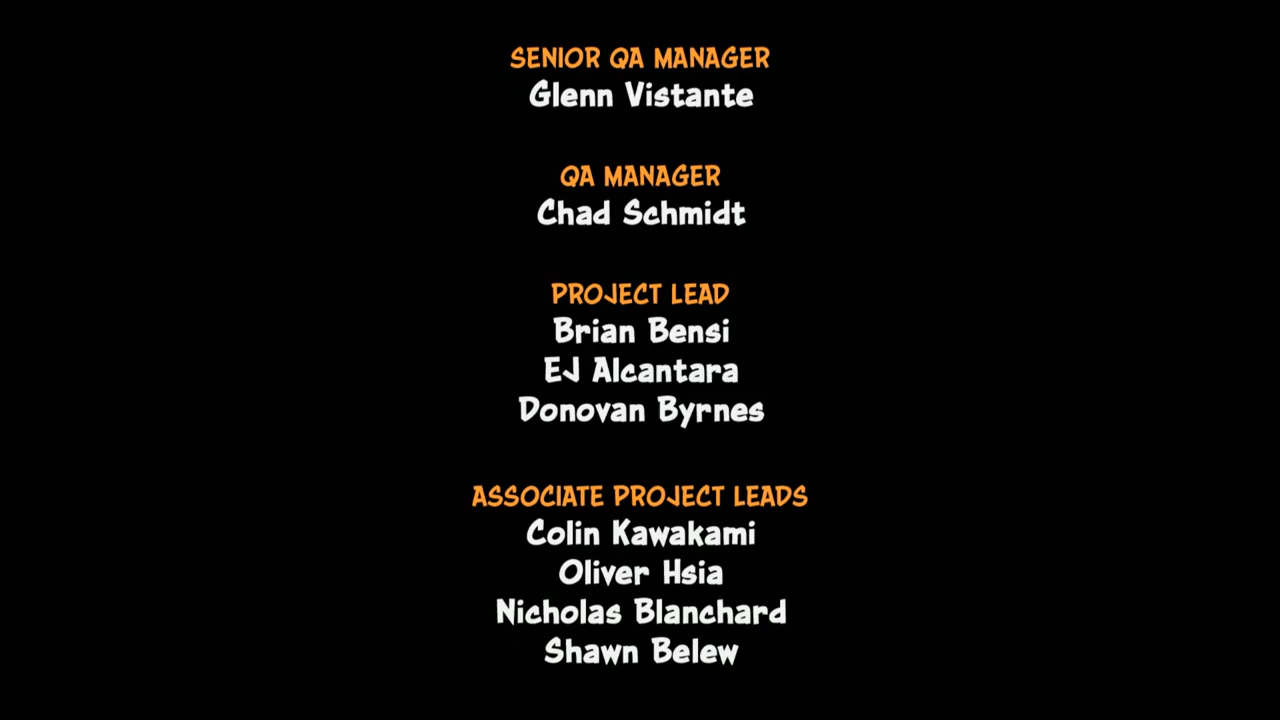 SENIOR QA MANAGER
Glenn Vistante
QA MANAGER
Chad Schmidt
PROJECT LEAD
Brian Bensi
EJ Alcantara
Donovan Byrnes
ASSOCIATE PROJECT LEADS
Colin Kawakami
Oliver Hsia
Nicholas Blanchard
Shawn Belew